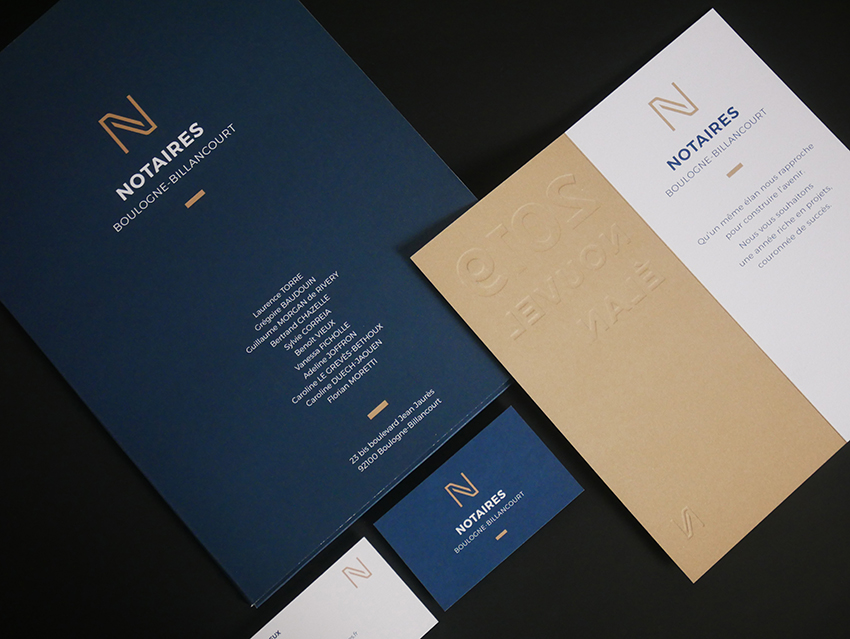 N
NOTAIRES
BOULOGNE-BILLANCOURT
Laurence TORRE
Grégoire BAUDOUIN
Guillaume MORGAN de RIVERY
Bertrand CHAZELLE
Sylvie CORREIA
Benoît VIEUX
Vanessa FICHOLLE
Adeline JOFFRON
Caroline LE GREVÈS-BETHOUX
Caroline DUECH-JAOUEN
Florian MORETTI
23 bis boulevard Jean Jaurès
92100 Boulogne-Billancourt
N
NOTAIRES
BOULOGNE-BILLANCOURT
Qu'un même élan nous rapproche
pour construire l'avenir.
Nous vous souhaitons
une année riche en projets,
couronnée de succès.
2019
NOUVEL
ÉLAN
N
N
NOTAIRES
BOULOGNE-BILLANCOURT
N